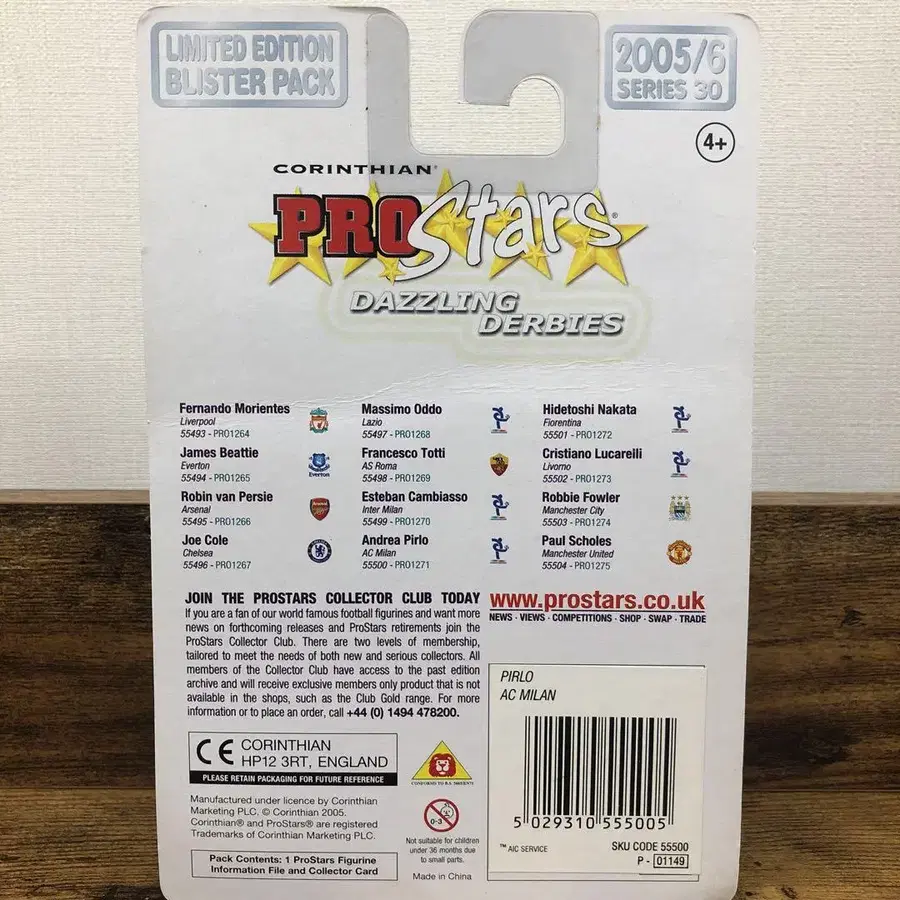 LIMITED EDITION
BLISTER PACK
2005/6
SERIES 30
4+
CORINTHIAN®
PROStars®
DAZZLING
DERBIES
Fernando Morientes
Liverpool
55493 - PRO1264
James Beattie
Everton
55494 - PRO1265
Everton
Robin van Persie
Arsenal
55495 - PRO1266
Arsenal
Joe Cole
Chelsea
55496 - PRO1267
Massimo Oddo
Lazio
55497 - PRO1268
Francesco Totti
AS Roma
55498 - PRO1269
Esteban Cambiasso
Inter Milan
55499 - PRO1270
Andrea Pirlo
AC Milan
55500 - PRO1271
Hidetoshi Nakata
Fiorentina
55501 - PRO1272
Cristiano Lucarelli
Livorno
55502 - PRO1273
Robbie Fowler
Manchester City
55503 - PRO1274
Paul Scholes
Manchester United
55504 - PRO1275
JOIN THE PROSTARS COLLECTOR CLUB TODAY
If you are a fan of our world famous football figurines and want more
news on forthcoming releases and ProStars retirements join the
ProStars Collector Club. There are two levels of membership,
tailored to meet the needs of both new and serious collectors. All
members of the Collector Club have access to the past edition
archive and will receive exclusive members only product that is not
available in the shops, such as the Club Gold range. For more
information or to place an order, call +44 (0) 1494 478200.
www.prostars.co.uk
NEWS · VIEWS · COMPETITIONS · SHOP · SWAP · TRADE
PIRLO
AC MILAN
5 029310 555005
™ AIC SERVICE
SKU CODE 55500
P - 01149
CE CORINTHIAN
HP12 3RT, ENGLAND
PLEASE RETAIN PACKAGING FOR FUTURE REFERENCE
Manufactured under licence by Corinthian
Marketing PLC. © Corinthian 2005.
Corinthian® and ProStars® are registered
Trademarks of Corinthian Marketing PLC.
Pack Contents: 1 ProStars Figurine
Information File and Collector Card
0-3
Not suitable for children
under 36 months due
to small parts.
Made in China